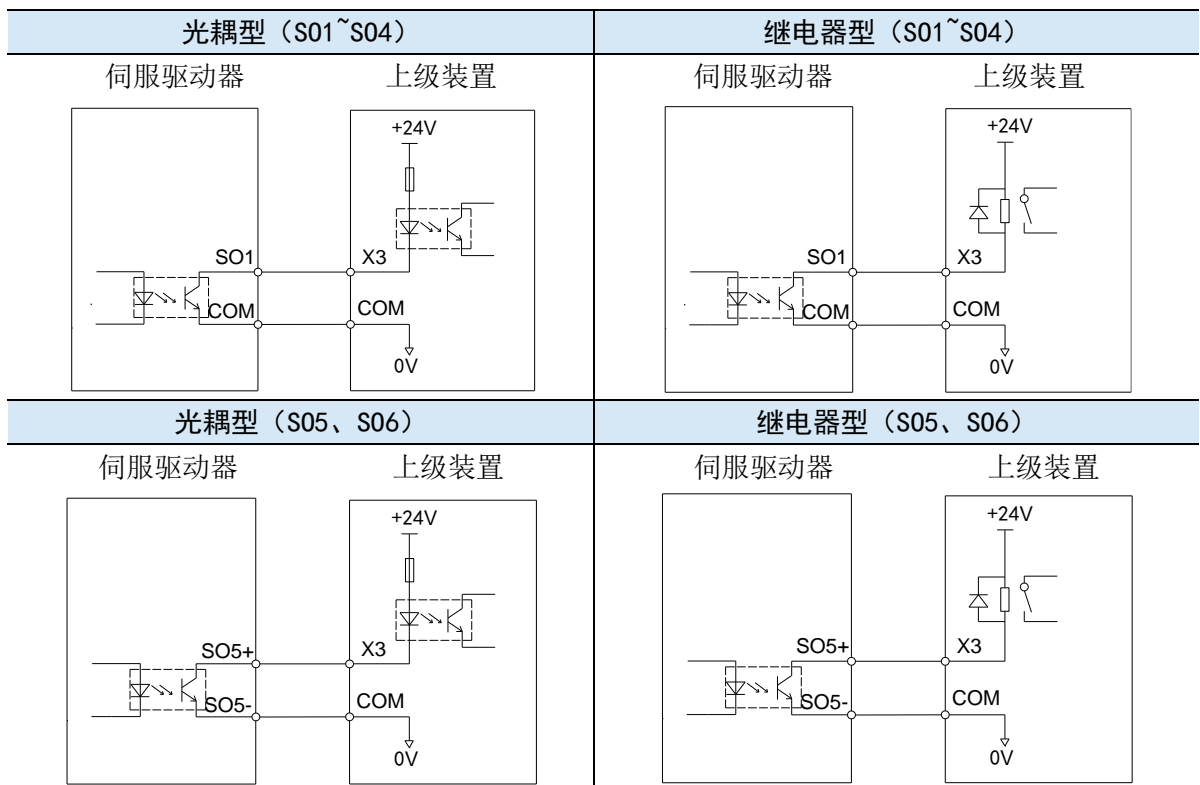 光耦型（SO1~SO4） 继电器型（SO1~SO4）
伺服驱动器 上级装置 伺服驱动器 上级装置
+24V +24V
SO1 X3 SO1 X3
COM COM COM COM
0V 0V
光耦型（SO5、SO6） 继电器型（SO5、SO6）
伺服驱动器 上级装置 伺服驱动器 上级装置
+24V +24V
SO5+ X3 SO5+ X3
SO5- COM SO5- COM
0V 0V